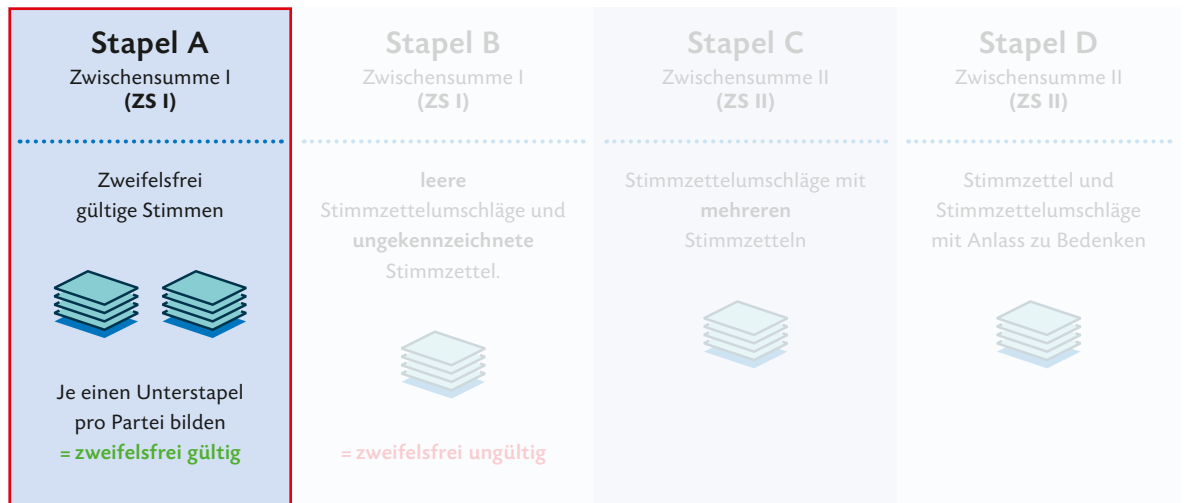 Stapel A
Zwischensumme I
(ZS I)
Zweifelsfrei
gültige Stimmen
Je einen Unterstapel
pro Partei bilden
= zweifelsfrei gültig
Stapel B
Zwischensumme I
(ZS I)
leere
Stimmzettelumschläge und
ungekennzeichnete
Stimmzettel.
= zweifelsfrei ungültig
Stapel C
Zwischensumme II
(ZS II)
Stimmzettelumschläge mit
mehreren
Stimmzetteln
Stapel D
Zwischensumme II
(ZS II)
Stimmzettel und
Stimmzettelumschläge
mit Anlass zu Bedenken